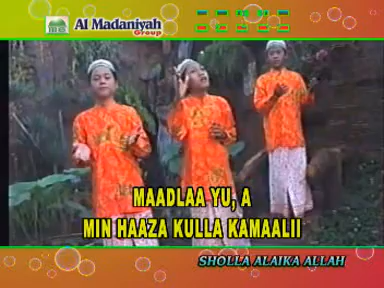 Al Madaniyah
Group
MAADLAA YU, A
MIN HAAZA KULLA KAMAALII
SHOLLA ALAIKA ALLAH